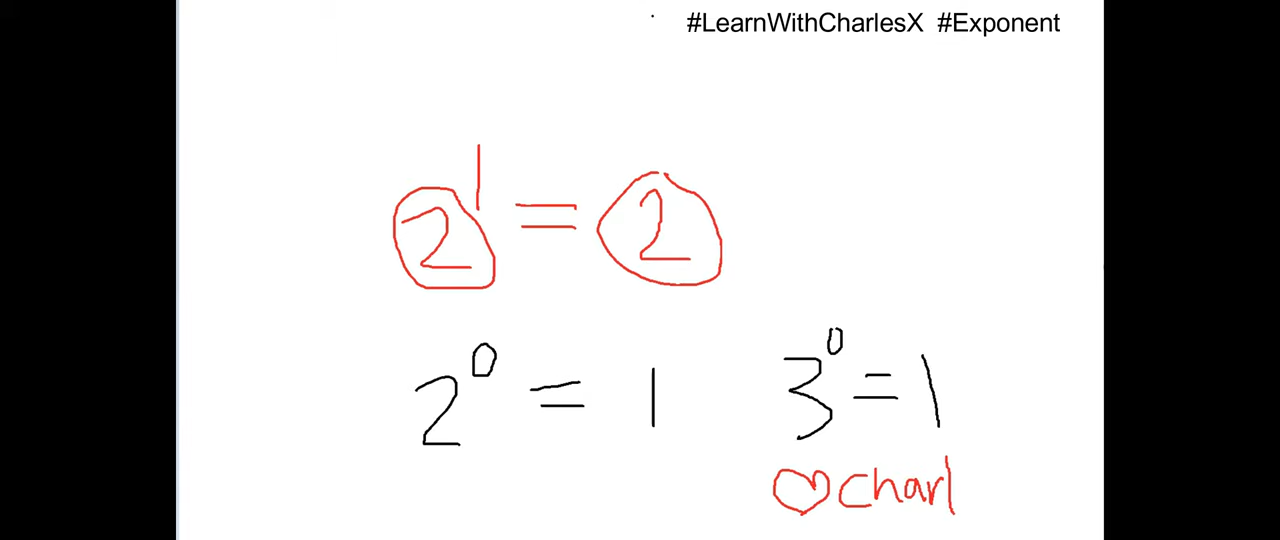 #LearnWithCharlesX #Exponent
2¹ = 2
2⁰ = 1 3⁰ = 1
♡ charl